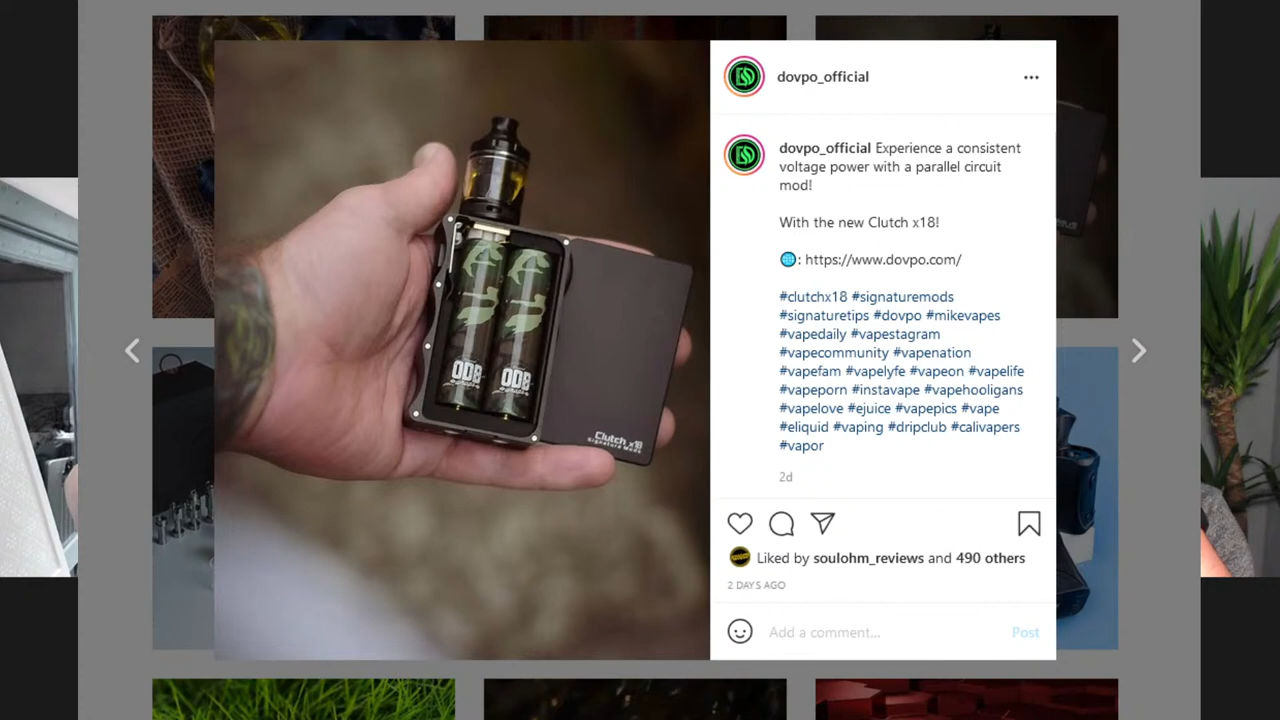 dovpo_official
dovpo_official Experience a consistent
voltage power with a parallel circuit
mod!
With the new Clutch x18!
: https://www.dovpo.com/
#clutchx18 #signaturemods
#signaturetips #dovpo #mikevapes
#vapedaily #vapestagram
#vapecommunity #vapenation
#vapefam #vapelyfe #vapeon #vapelife
#vapeporn #instavape #vapehooligans
#vapelove #ejuice #vapepics #vape
#eliquid #vaping #dripclub #calivapers
#vapor
2d
Liked by soulohm_reviews and 490 others
2 DAYS AGO
Add a comment...
Post
ODB
ODB
Clutch x18
Signature Mods